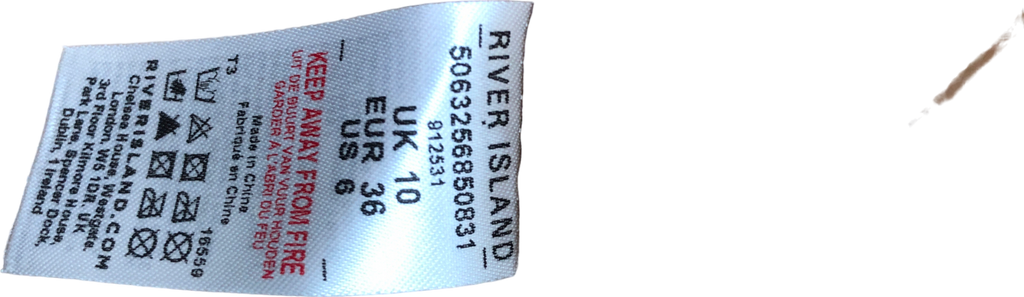 RIVER ISLAND
5063256850831
912531
UK 10
EUR 36
US 6
KEEP AWAY FROM FIRE
UIT DE BUURT VAN VUUR HOUDEN
GARDER À L'ABRI DU FEU
Made in China
Fabriqué en Chine
T3
16559
RIVERISLAND.COM
Chelsea House, Westgate,
London, W5 1DR, UK
3rd Floor Kilmore House,
Park Lane, Spencer Dock,
Dublin, 1 Ireland